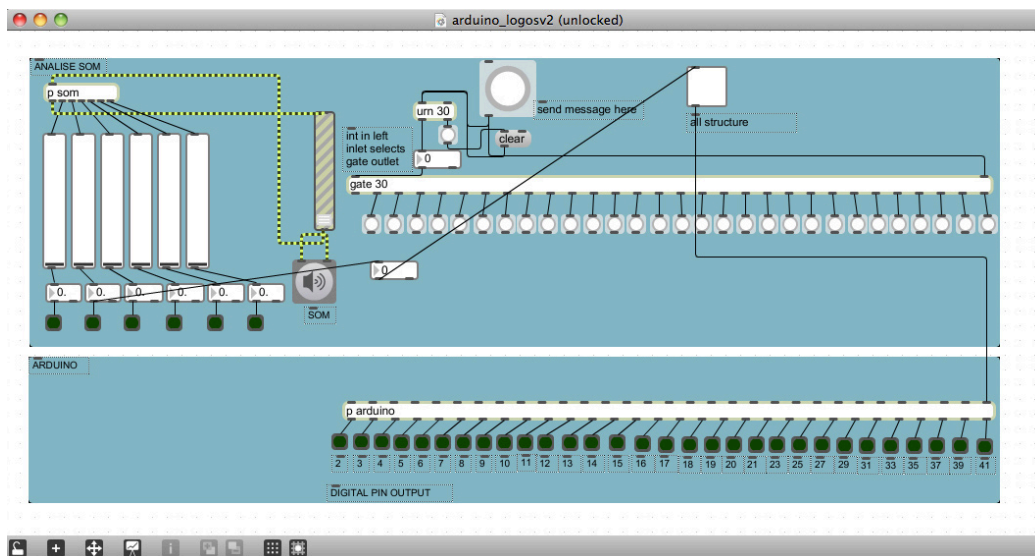 arduino_logosv2 (unlocked)
ANALISE SOM
p som
urn 30
send message here
all structure
int in left
inlet selects
gate outlet
clear
0
gate 30
0
0. 0. 0. 0. 0. 0.
SOM
ARDUINO
p arduino
2 3 4 5 6 7 8 9 10 11 12 13 14 15 16 17 18 19 20 21 23 25 27 29 31 33 35 37 39 41
DIGITAL PIN OUTPUT